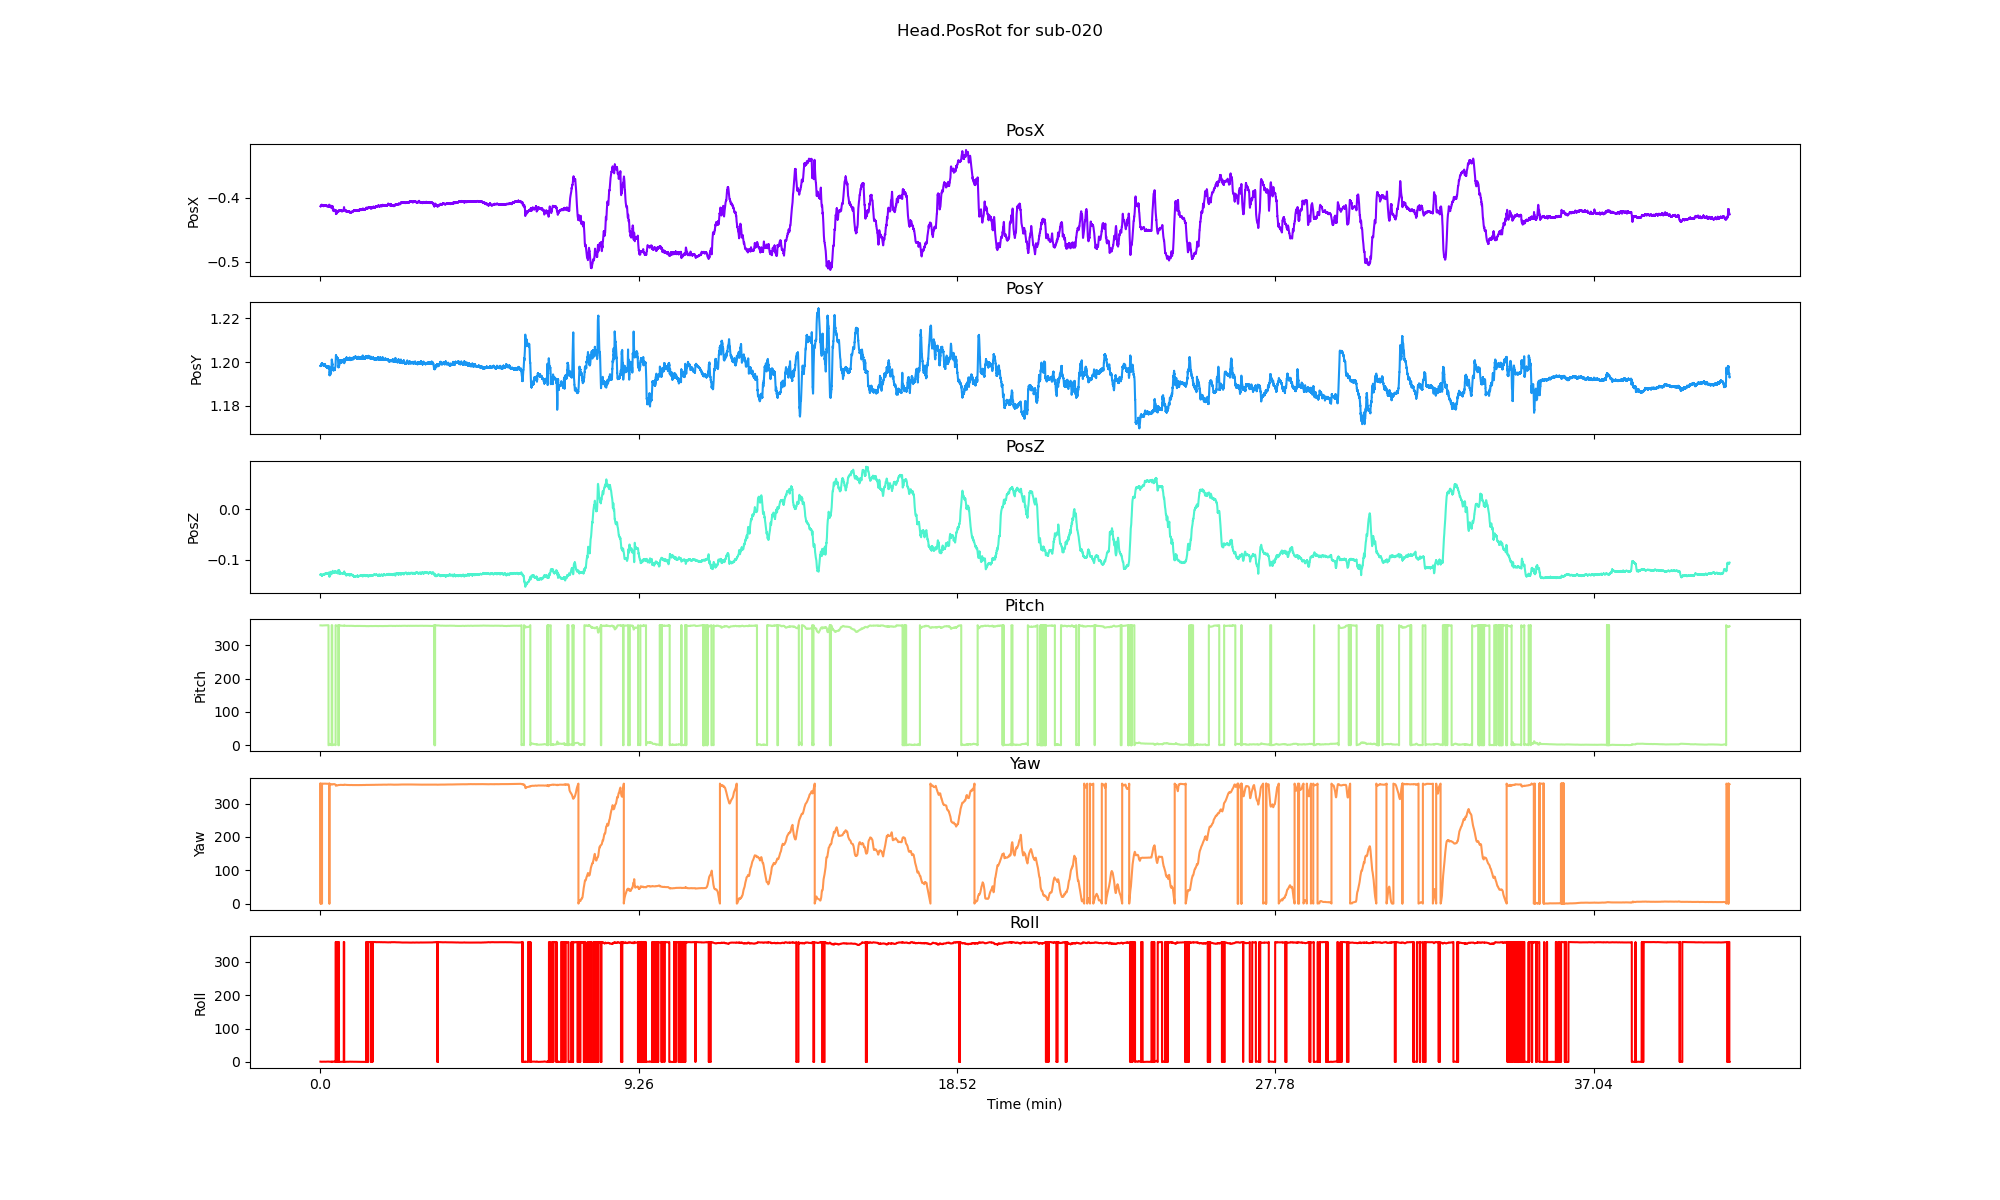 Head.PosRot for sub-020
PosX
PosX
−0.4
−0.5
PosY
PosY
1.22
1.20
1.18
PosZ
PosZ
0.0
−0.1
Pitch
Pitch
300
200
100
0
Yaw
Yaw
300
200
100
0
Roll
Roll
300
200
100
0
0.0 9.26 18.52 27.78 37.04
Time (min)